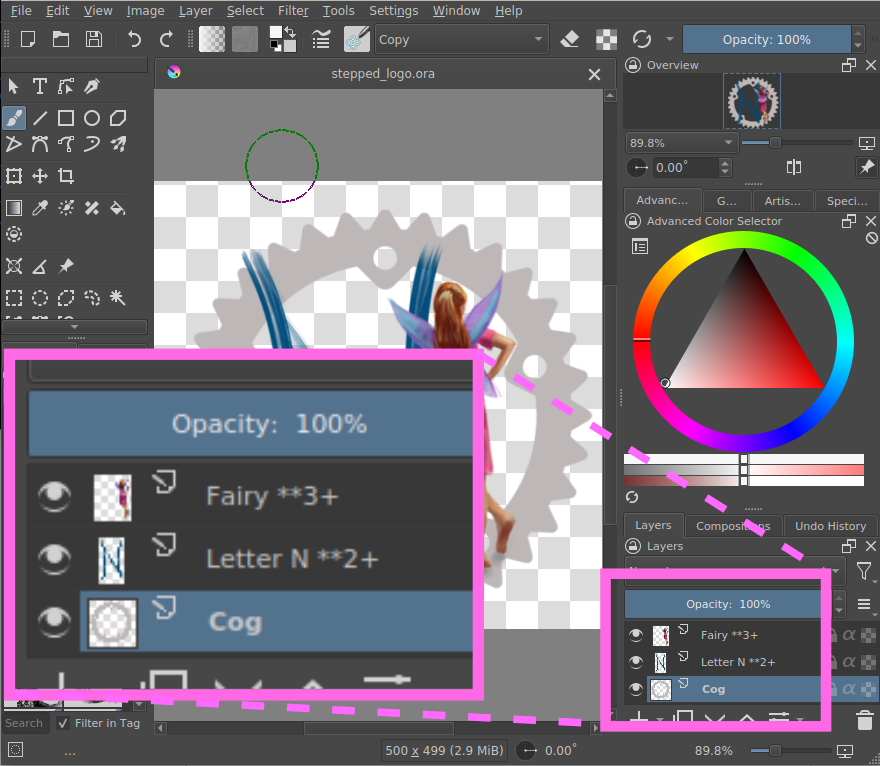 File Edit View Image Layer Select Filter Tools Settings Window Help
Copy
Opacity: 100%
stepped_logo.ora
Overview
89.8%
0.00°
Advanc... G... Artis... Speci...
Advanced Color Selector
Layers Compositions Undo History
Layers
Opacity: 100%
Fairy **3+
Letter N **2+
Cog
Opacity: 100%
Fairy **3+
Letter N **2+
Cog
Search Filter in Tag
... 500 x 499 (2.9 MiB) 0.00° 89.8%